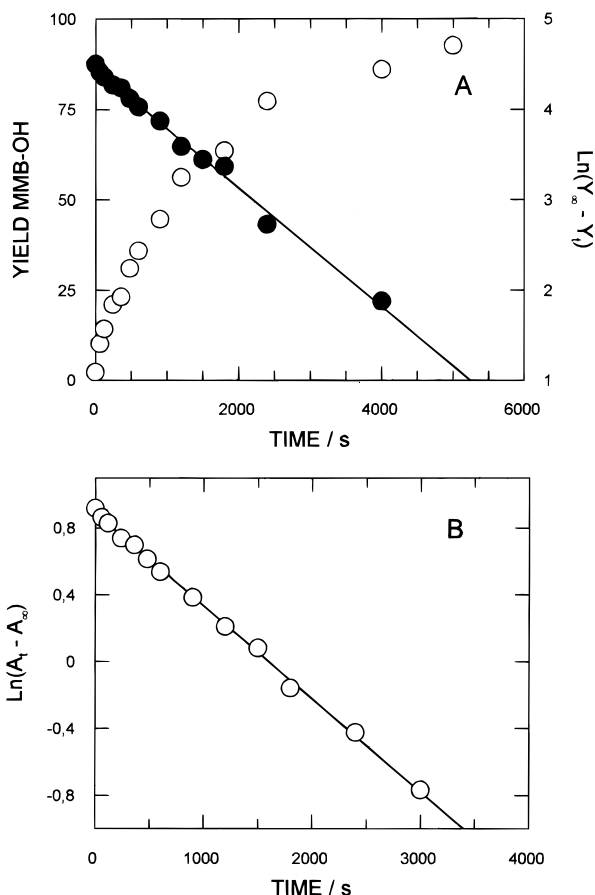 100
75
50
25
0
YIELD MMB-OH
A
5
4
3
2
1
Ln(Y∞ - Yt)
0 2000 4000 6000
TIME / s
B
0,8
0,4
0
-0,4
-0,8
Ln(At - A∞)
0 1000 2000 3000 4000
TIME / s